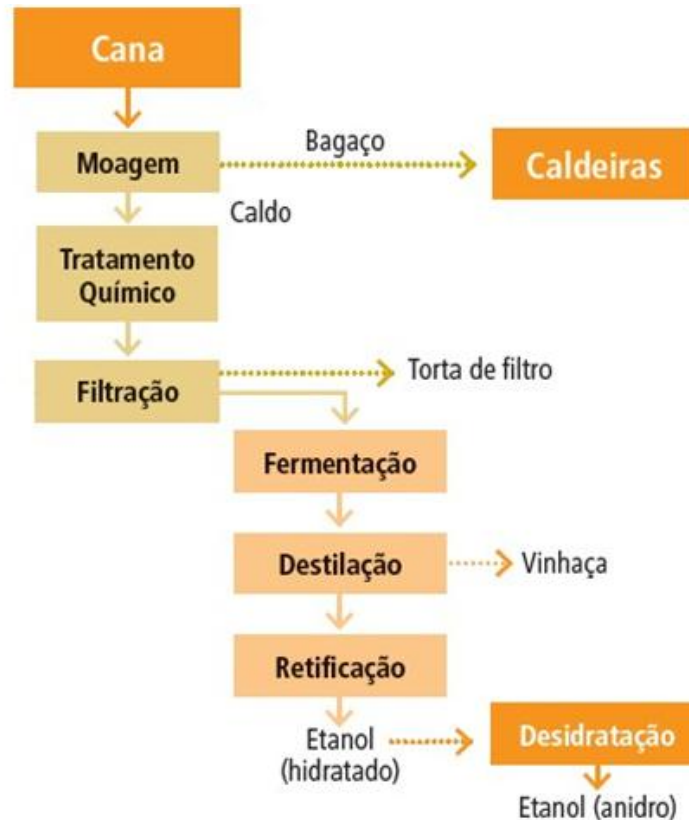 Cana
Moagem
Bagaço
Caldeiras
Caldo
Tratamento
Químico
Filtração
Torta de filtro
Fermentação
Destilação
Vinhaça
Retificação
Etanol
(hidratado)
Desidratação
Etanol (anidro)